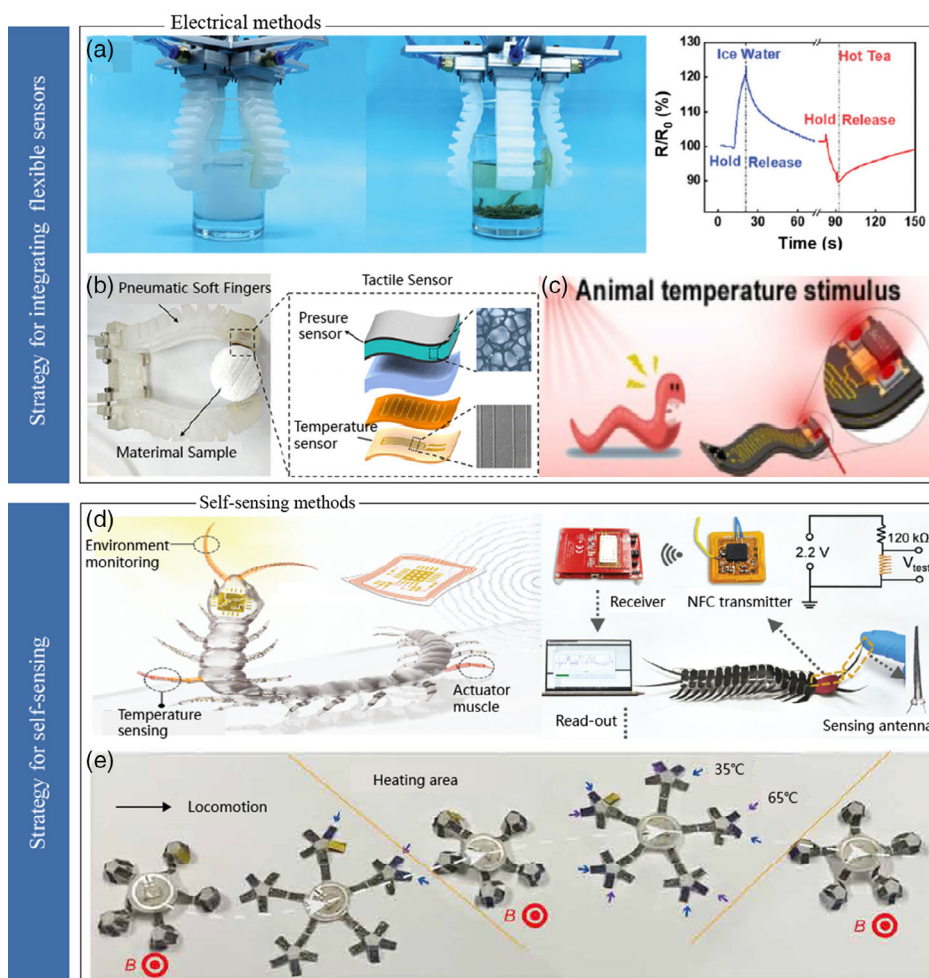 Electrical methods
Strategy for integrating flexible sensors
(a)
130
120
110
100
90
R/R0 (%)
Ice Water
Hot Tea
Hold Release
Hold Release
0 30 60 90 120 150
Time (s)
(b)
Pneumatic Soft Fingers
Materimal Sample
Tactile Sensor
Presure
sensor
Temperature
sensor
(c)
Animal temperature stimulus
Self-sensing methods
Strategy for self-sensing
(d)
Environment
monitoring
Temperature
sensing
Actuator
muscle
Receiver
NFC transmitter
2.2 V
120 kΩ
Vtest
Read-out
Sensing antenna
(e)
Locomotion
Heating area
35℃
65℃
B
B
B